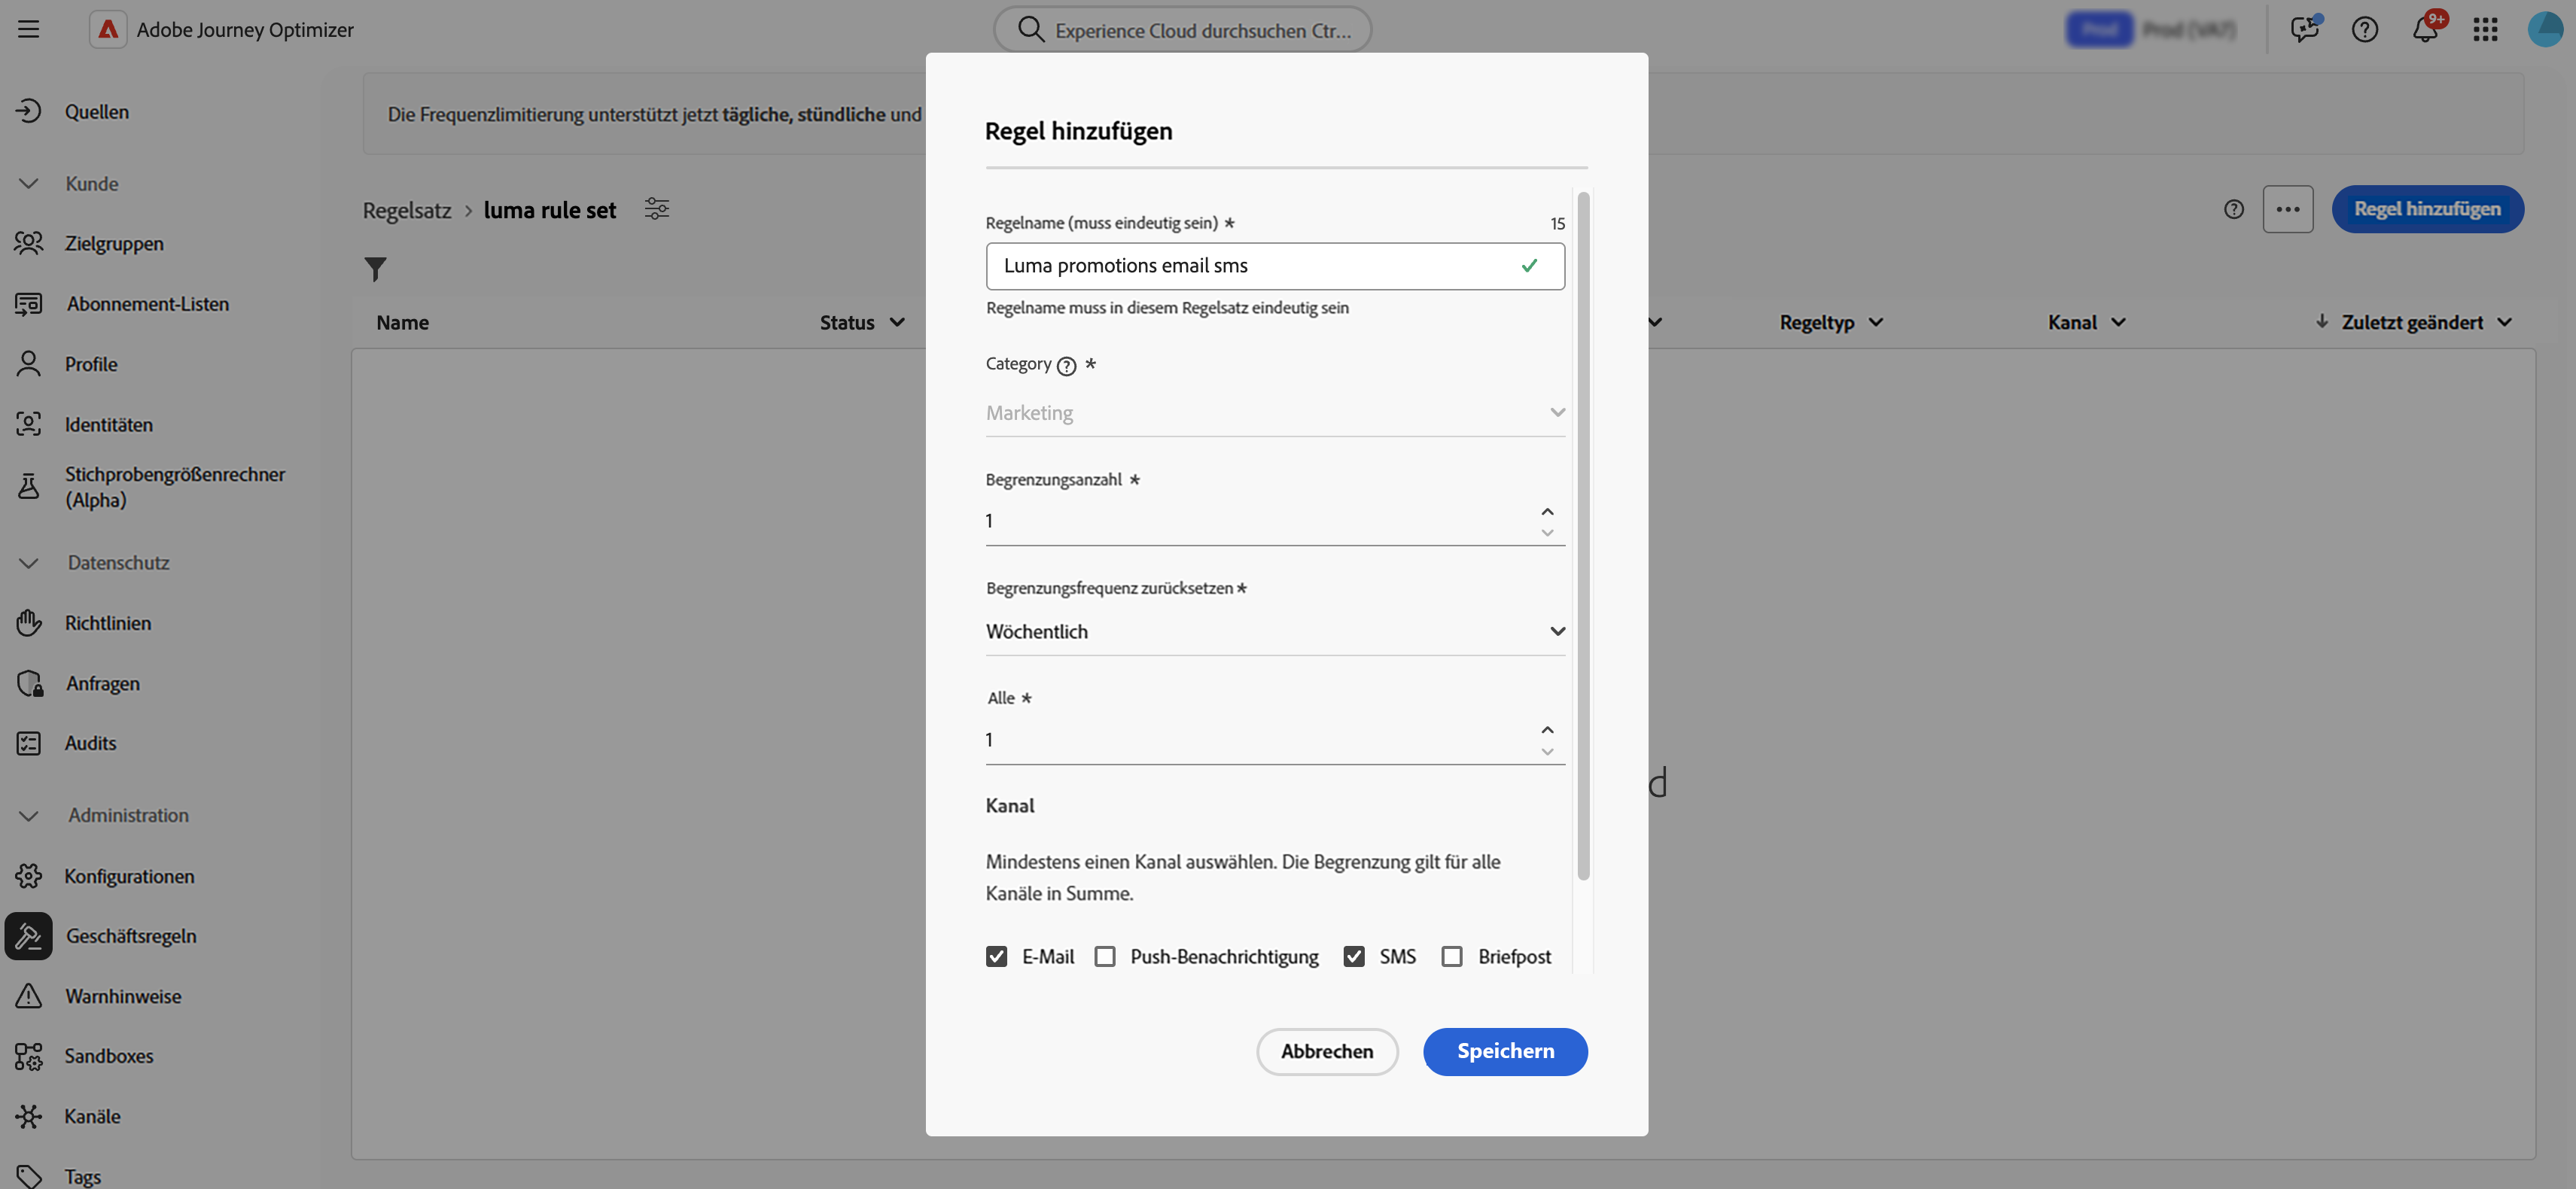 Adobe Journey Optimizer
Experience Cloud durchsuchen Ctr...
Prod
Prod (VA7)
9+
Quellen
Kunde
Zielgruppen
Abonnement-Listen
Profile
Identitäten
Stichprobengrößenrechner
(Alpha)
Datenschutz
Richtlinien
Anfragen
Audits
Administration
Konfigurationen
Geschäftsregeln
Warnhinweise
Sandboxes
Kanäle
Tags
Die Frequenzlimitierung unterstützt jetzt tägliche, stündliche und
Regelsatz > luma rule set
Regel hinzufügen
Name
Status
Regeltyp
Kanal
Zuletzt geändert
d
Regel hinzufügen
Regelname (muss eindeutig sein) * 15
Luma promotions email sms
Regelname muss in diesem Regelsatz eindeutig sein
Category *
Marketing
Begrenzungsanzahl *
1
Begrenzungsfrequenz zurücksetzen *
Wöchentlich
Alle *
1
Kanal
Mindestens einen Kanal auswählen. Die Begrenzung gilt für alle
Kanäle in Summe.
E-Mail Push-Benachrichtigung SMS Briefpost
Abbrechen Speichern